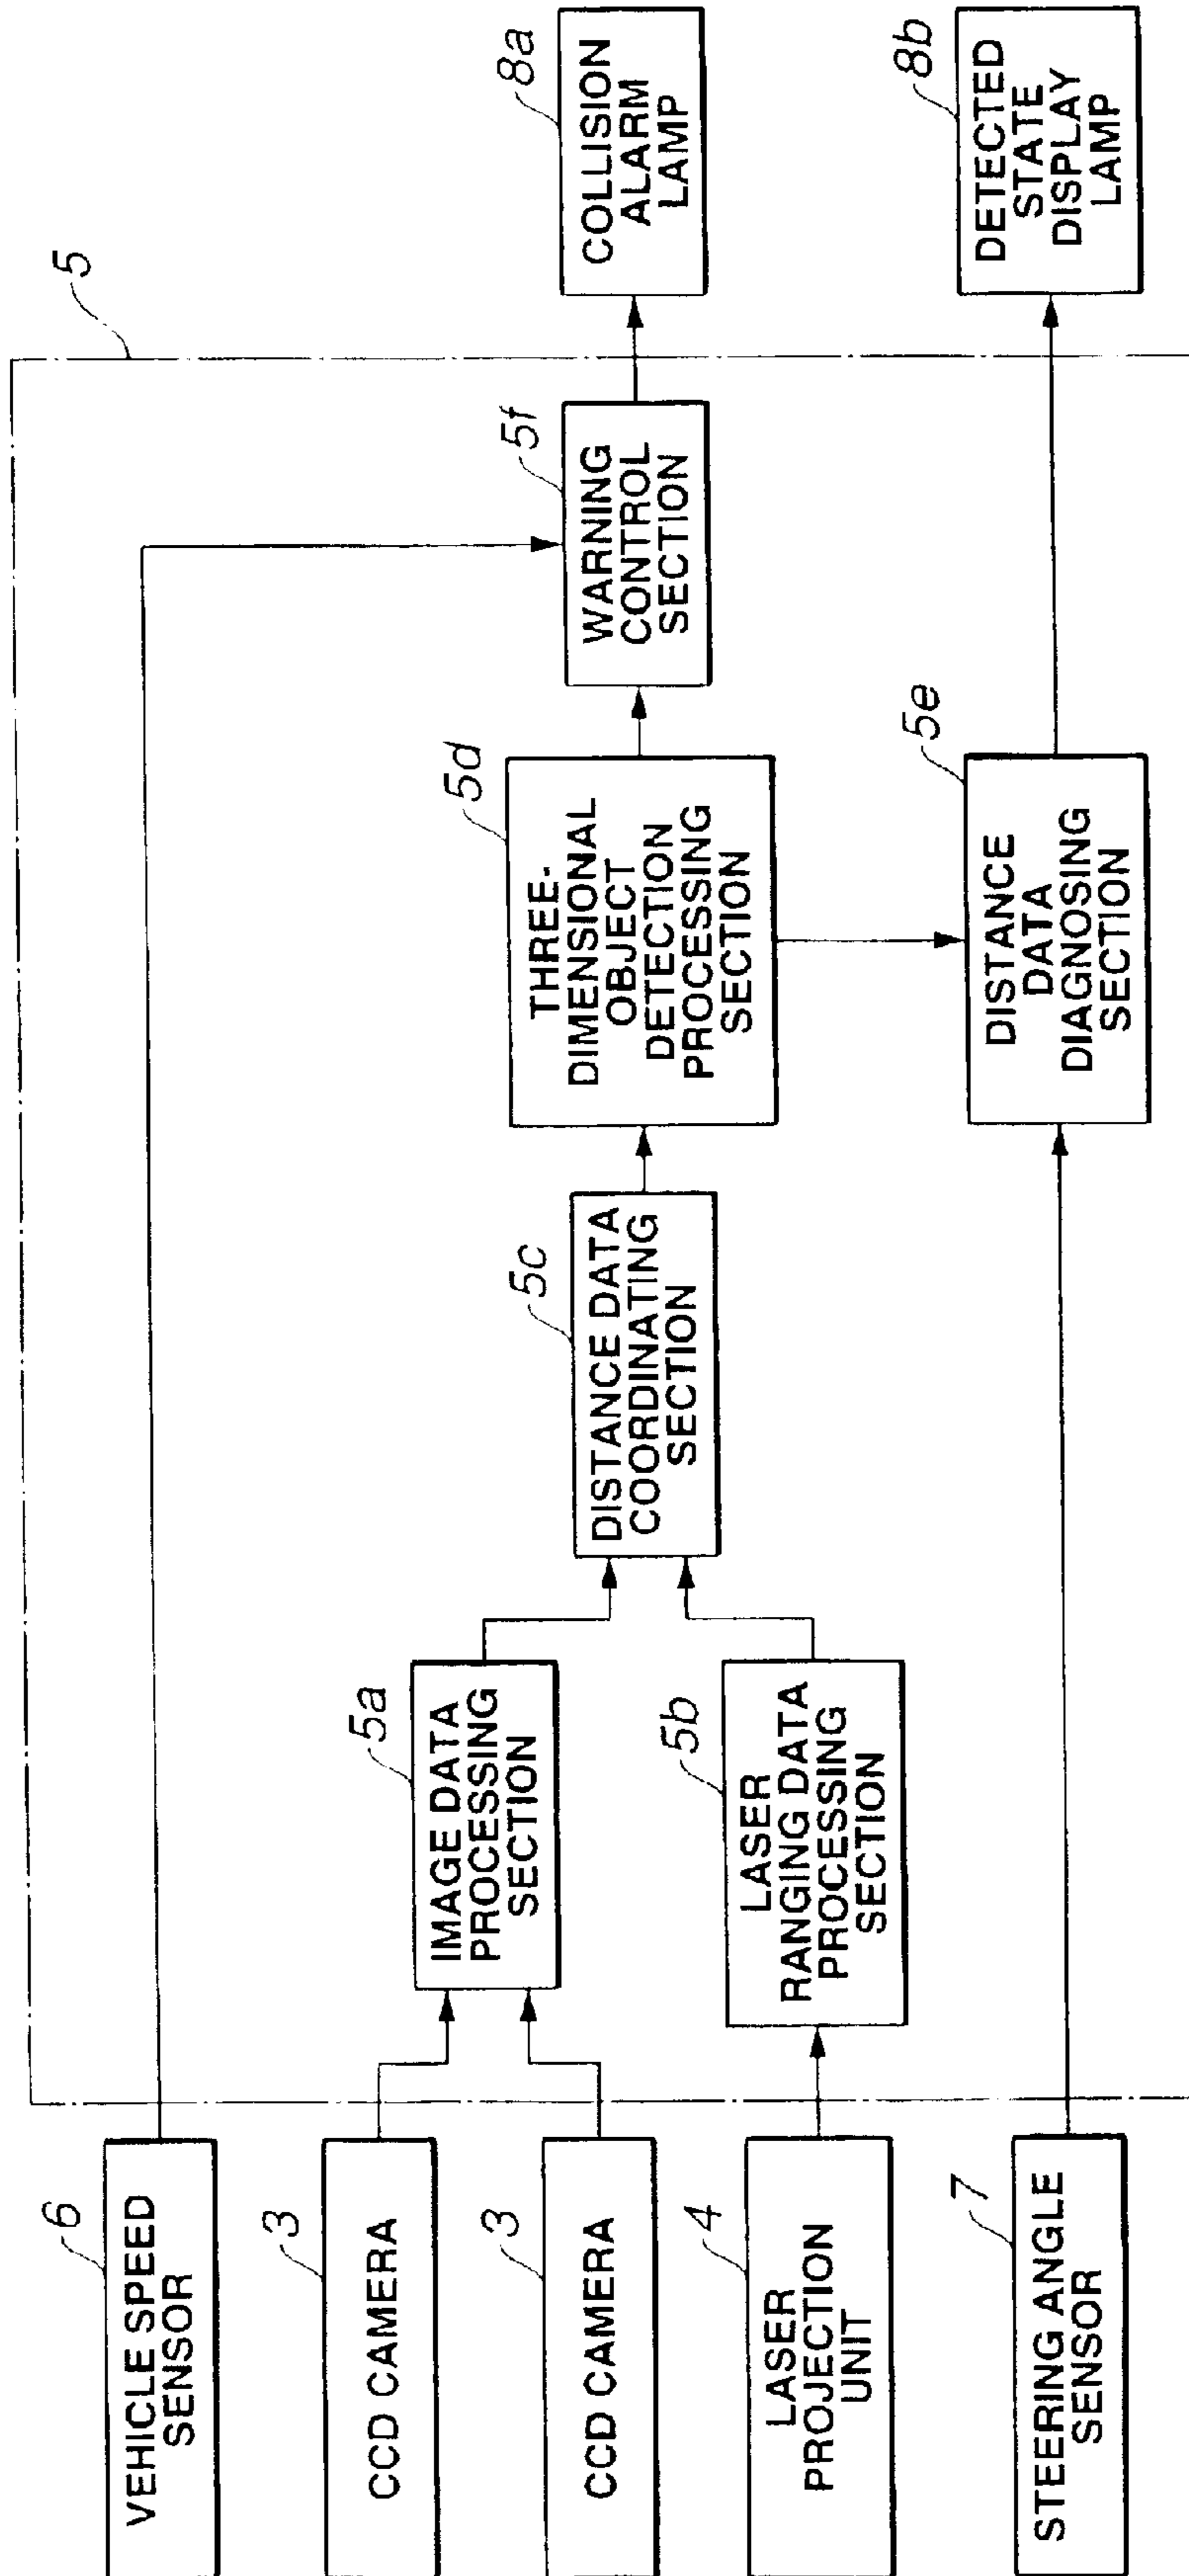 6
VEHICLE SPEED
SENSOR
3
CCD CAMERA
3
CCD CAMERA
4
LASER
PROJECTION
UNIT
7
STEERING ANGLE
SENSOR
5
5a
IMAGE DATA
PROCESSING
SECTION
5b
LASER
RANGING DATA
PROCESSING
SECTION
5c
DISTANCE DATA
COORDINATING
SECTION
5d
THREE-
DIMENSIONAL
OBJECT
DETECTION
PROCESSING
SECTION
5e
DISTANCE
DATA
DIAGNOSING
SECTION
5f
WARNING
CONTROL
SECTION
8a
COLLISION
ALARM
LAMP
8b
DETECTED
STATE
DISPLAY
LAMP